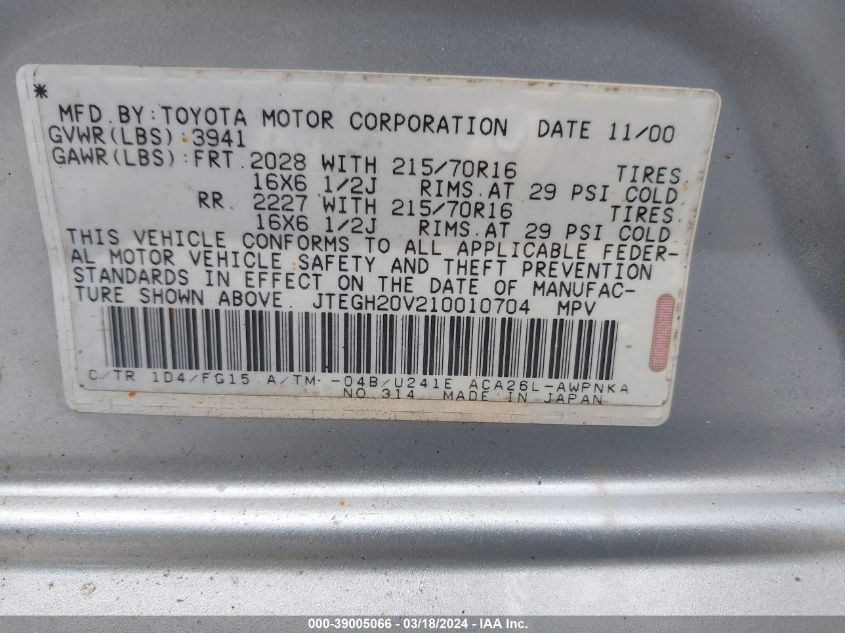 *
MFD.BY:TOYOTA MOTOR CORPORATION DATE 11/00
GVWR(LBS):3941
GAWR(LBS):FRT.2028 WITH 215/70R16 TIRES
16X6 1/2J RIMS.AT 29 PSI COLD.
RR. 2227 WITH 215/70R16 TIRES.
16X6 1/2J RIMS.AT 29 PSI COLD
THIS VEHICLE CONFORMS TO ALL APPLICABLE FEDER-
AL MOTOR VEHICLE SAFETY AND THEFT PREVENTION
STANDARDS IN EFFECT ON THE DATE OF MANUFAC-
TURE SHOWN ABOVE. JTEGH20V210010704 MPV
C/TR 1D4/FG15 A/TM -04B/U241E ACA26L-AWPNKA
NO.314 MADE IN JAPAN
000-39005066 - 03/18/2024 - IAA Inc.